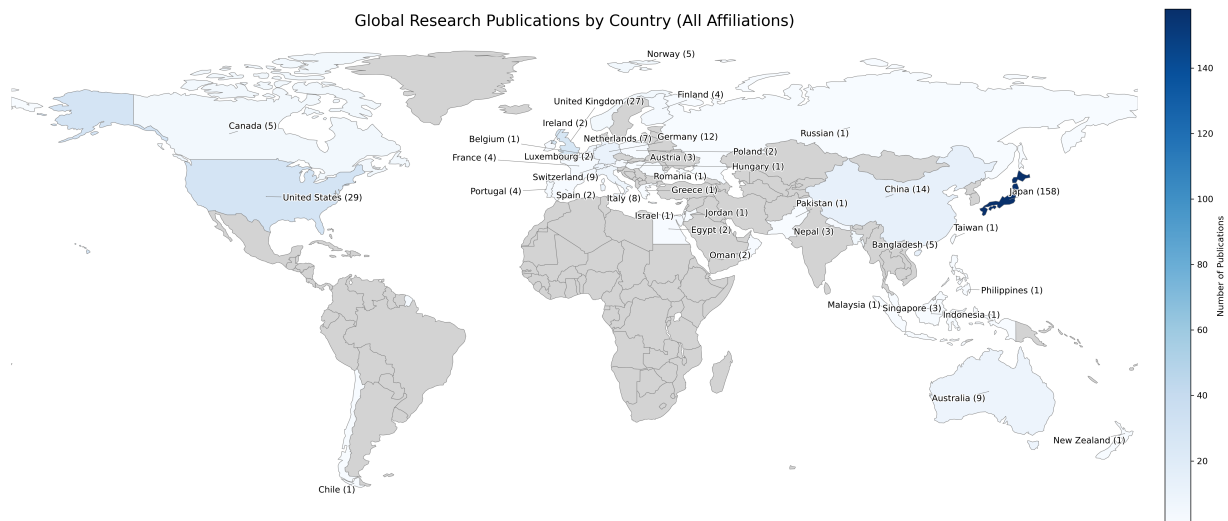 Global Research Publications by Country (All Affiliations)
Norway (5)
Finland (4)
United Kingdom (27)
Ireland (2)
Canada (5)
Russian (1)
Belgium (1)
Netherlands (7)
Germany (12)
Poland (2)
France (4)
Luxembourg (2)
Austria (3)
Hungary (1)
Switzerland (9)
Romania (1)
Portugal (4)
Spain (2)
Italy (8)
Greece (1)
China (14)
Japan (158)
United States (29)
Pakistan (1)
Israel (1)
Jordan (1)
Egypt (2)
Nepal (3)
Taiwan (1)
Bangladesh (5)
Oman (2)
Philippines (1)
Malaysia (1)
Singapore (3)
Indonesia (1)
Australia (9)
New Zealand (1)
Chile (1)
140
120
100
80
60
40
20
Number of Publications